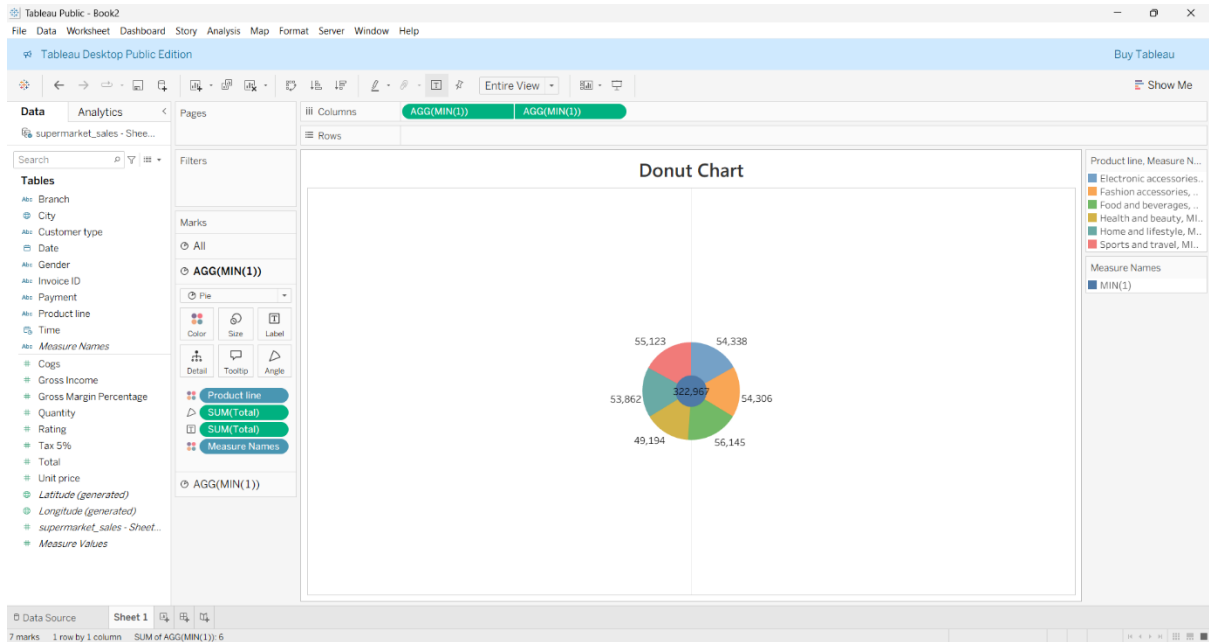 Tableau Public - Book2
File Data Worksheet Dashboard Story Analysis Map Format Server Window Help
Tableau Desktop Public Edition
Buy Tableau
Entire View
Show Me
Data Analytics
supermarket_sales - Shee...
Search
Tables
Abc Branch
City
Abc Customer type
Date
Abc Gender
Abc Invoice ID
Abc Payment
Abc Product line
Time
Abc Measure Names
# Cogs
# Gross Income
# Gross Margin Percentage
# Quantity
# Rating
# Tax 5%
# Total
# Unit price
Latitude (generated)
Longitude (generated)
# supermarket_sales - Sheet...
# Measure Values
Pages
Filters
Marks
All
AGG(MIN(1))
Pie
Color Size Label
Detail Tooltip Angle
Product line
SUM(Total)
SUM(Total)
Measure Names
AGG(MIN(1))
Columns AGG(MIN(1)) AGG(MIN(1))
Rows
Donut Chart
55,123 54,338
53,862 322,967 54,306
49,194 56,145
Product line, Measure N...
Electronic accessories..
Fashion accessories, ..
Food and beverages, ..
Health and beauty, MI..
Home and lifestyle, M..
Sports and travel, MI..
Measure Names
MIN(1)
Data Source Sheet 1
7 marks 1 row by 1 column SUM of AGG(MIN(1)): 6